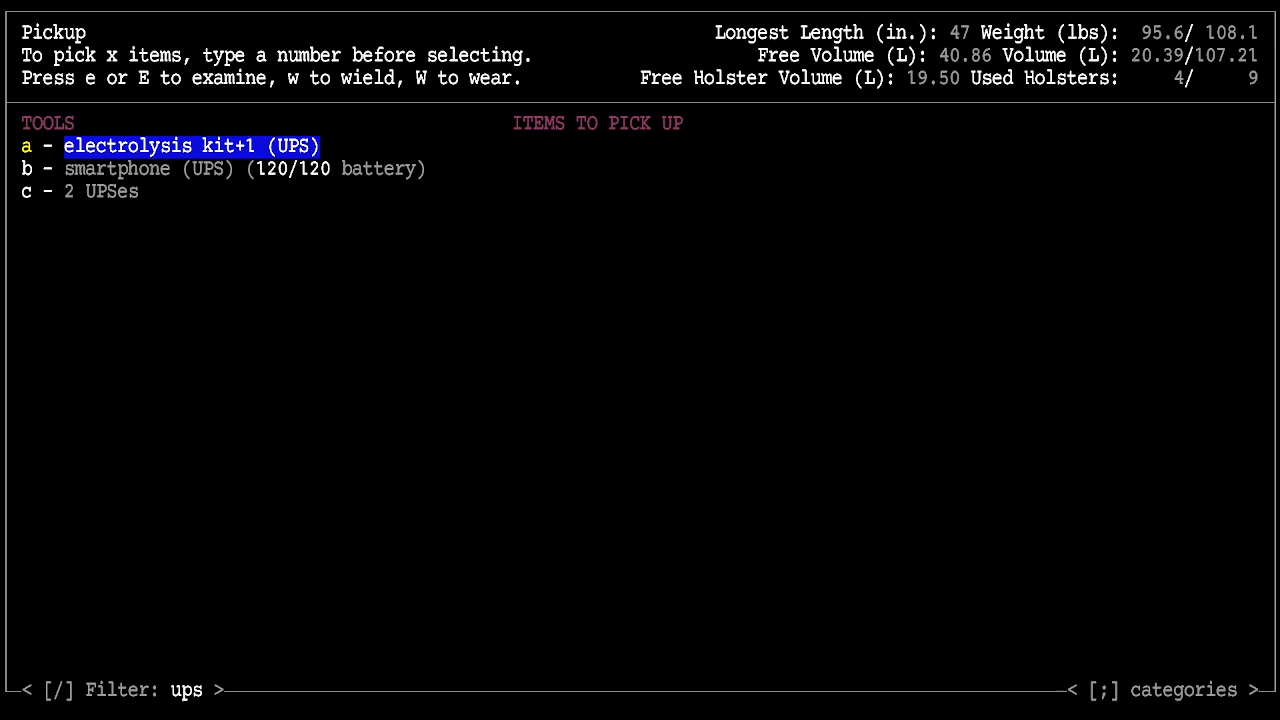 Pickup Longest Length (in.): 47 Weight (lbs): 95.6/ 108.1
To pick x items, type a number before selecting. Free Volume (L): 40.86 Volume (L): 20.39/107.21
Press e or E to examine, w to wield, W to wear. Free Holster Volume (L): 19.50 Used Holsters: 4/ 9
TOOLS ITEMS TO PICK UP
a - electrolysis kit+1 (UPS)
b - smartphone (UPS) (120/120 battery)
c - 2 UPSes
< [/] Filter: ups > < [;] categories >